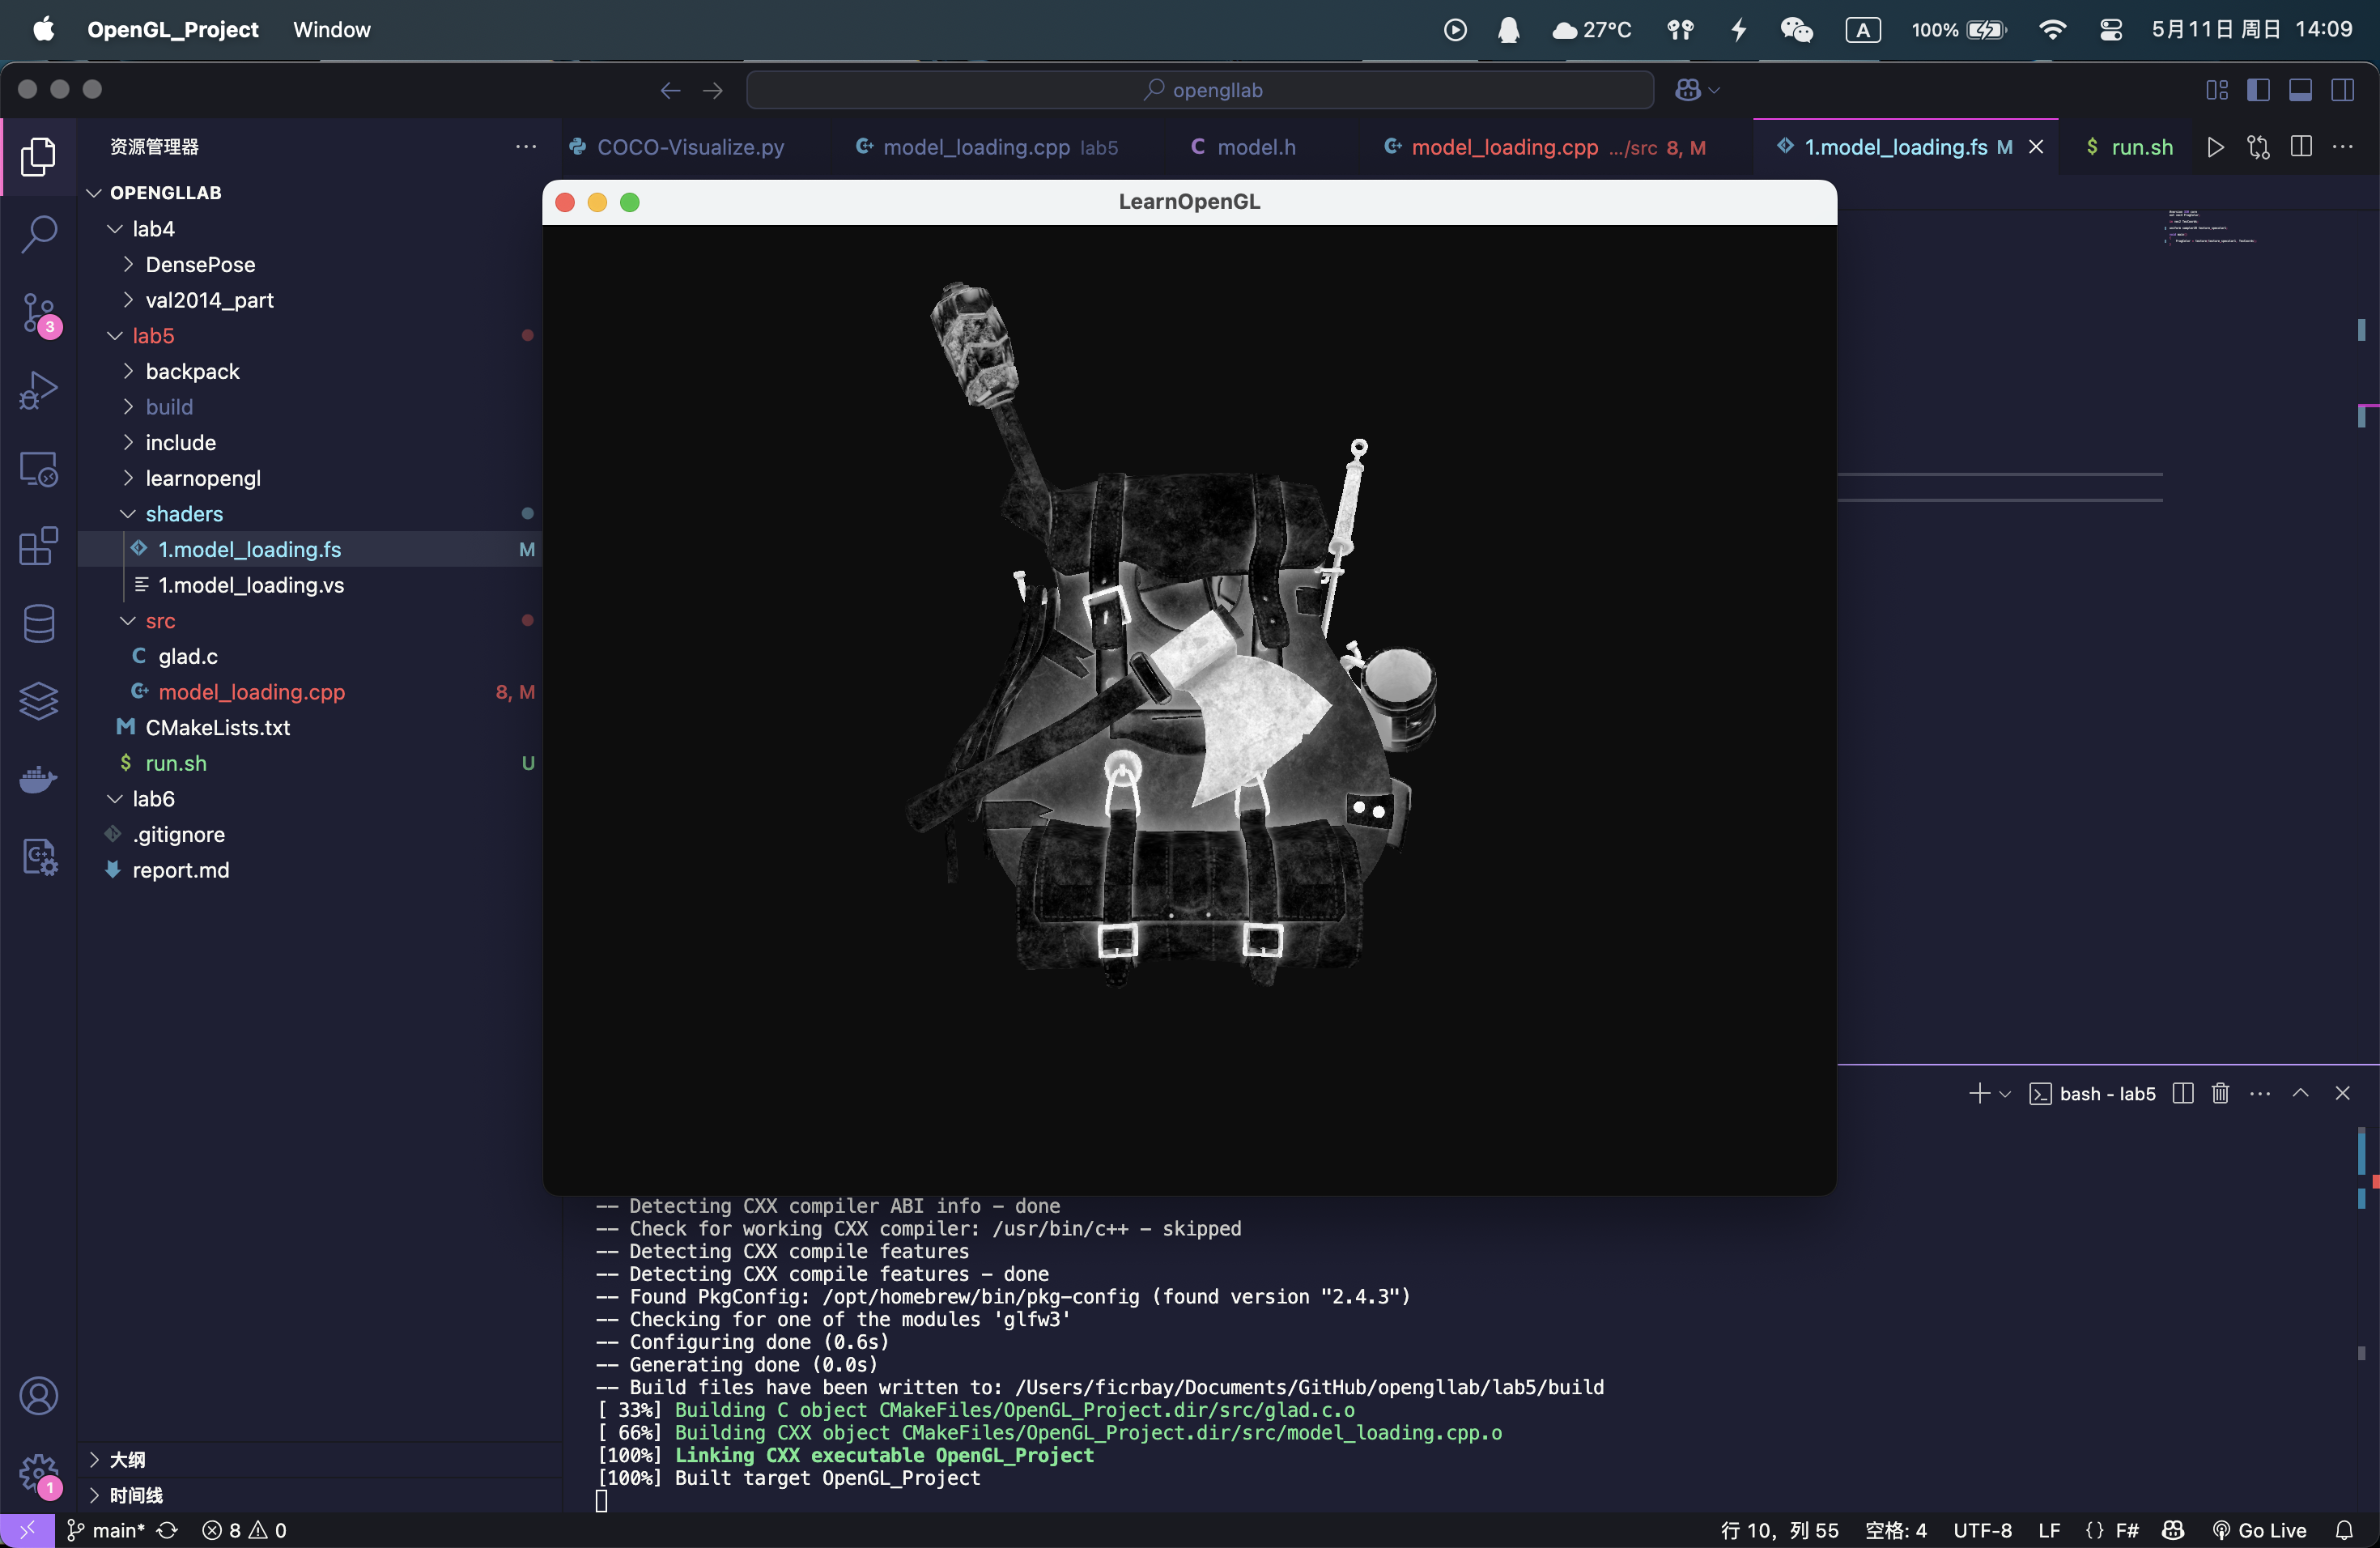 OpenGL_Project Window 27°C A 100% 5月11日 周日 14:09
opengllab
资源管理器
COCO-Visualize.py model_loading.cpp lab5 C model.h model_loading.cpp .../src 8, M 1.model_loading.fs M $ run.sh
OPENGLLAB
lab4
DensePose
val2014_part
lab5
backpack
build
include
learnopengl
shaders
1.model_loading.fs M
1.model_loading.vs
src
C glad.c
model_loading.cpp 8, M
M CMakeLists.txt
$ run.sh U
lab6
.gitignore
report.md
3
1
大纲
时间线
LearnOpenGL
bash - lab5
-- Detecting CXX compiler ABI info - done
-- Check for working CXX compiler: /usr/bin/c++ - skipped
-- Detecting CXX compile features
-- Detecting CXX compile features - done
-- Found PkgConfig: /opt/homebrew/bin/pkg-config (found version "2.4.3")
-- Checking for one of the modules 'glfw3'
-- Configuring done (0.6s)
-- Generating done (0.0s)
-- Build files have been written to: /Users/ficrbay/Documents/GitHub/opengllab/lab5/build
[ 33%] Building C object CMakeFiles/OpenGL_Project.dir/src/glad.c.o
[ 66%] Building CXX object CMakeFiles/OpenGL_Project.dir/src/model_loading.cpp.o
[100%] Linking CXX executable OpenGL_Project
[100%] Built target OpenGL_Project
main* 8 0 行 10，列 55 空格: 4 UTF-8 LF {} F# Go Live